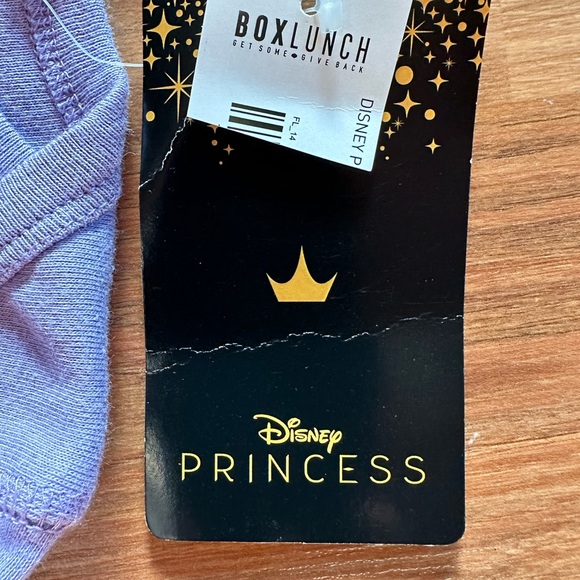 BOXLUNCH
GET SOME GIVE BACK
FL_14
DISNEY P
Disney
PRINCESS